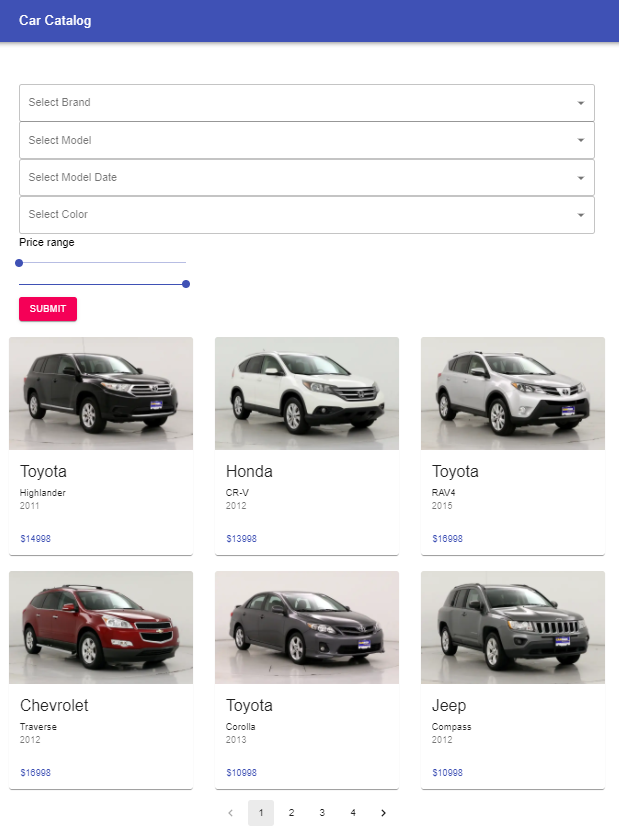 Car Catalog
Select Brand
Select Model
Select Model Date
Select Color
Price range
SUBMIT
Toyota
Highlander
2011
$14998
Honda
CR-V
2012
$13998
Toyota
RAV4
2015
$16998
Chevrolet
Traverse
2012
$16998
Toyota
Corolla
2013
$10998
Jeep
Compass
2012
$10998
1 2 3 4